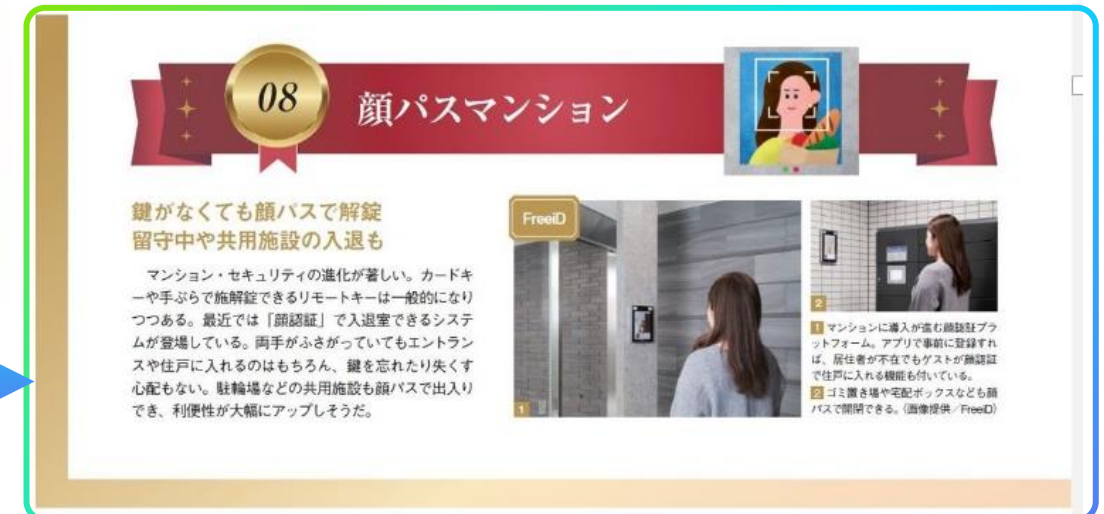 08
顔パスマンション
鍵がなくても顔パスで解錠
留守中や共用施設の入退も
マンション・セキュリティの進化が著しい。カードキ
ーや手ぶらで施解錠できるリモートキーは一般的になり
つつある。最近では「顔認証」で入退室できるシステ
ムが登場している。両手がふさがっていてもエントラン
スや住戸に入れるのはもちろん、鍵を忘れたり失くす
心配もない。駐輪場などの共用施設も顔パスで出入り
でき、利便性が大幅にアップしそうだ。
FreeiD
1
2
1 マンションに導入が進む顔認証プラ
ットフォーム。アプリで事前に登録すれ
ば、居住者が不在でもゲストが顔認証
で住戸に入れる機能も付いている。
2 ゴミ置き場や宅配ボックスなども顔
パスで開閉できる。(画像提供／FreeiD)